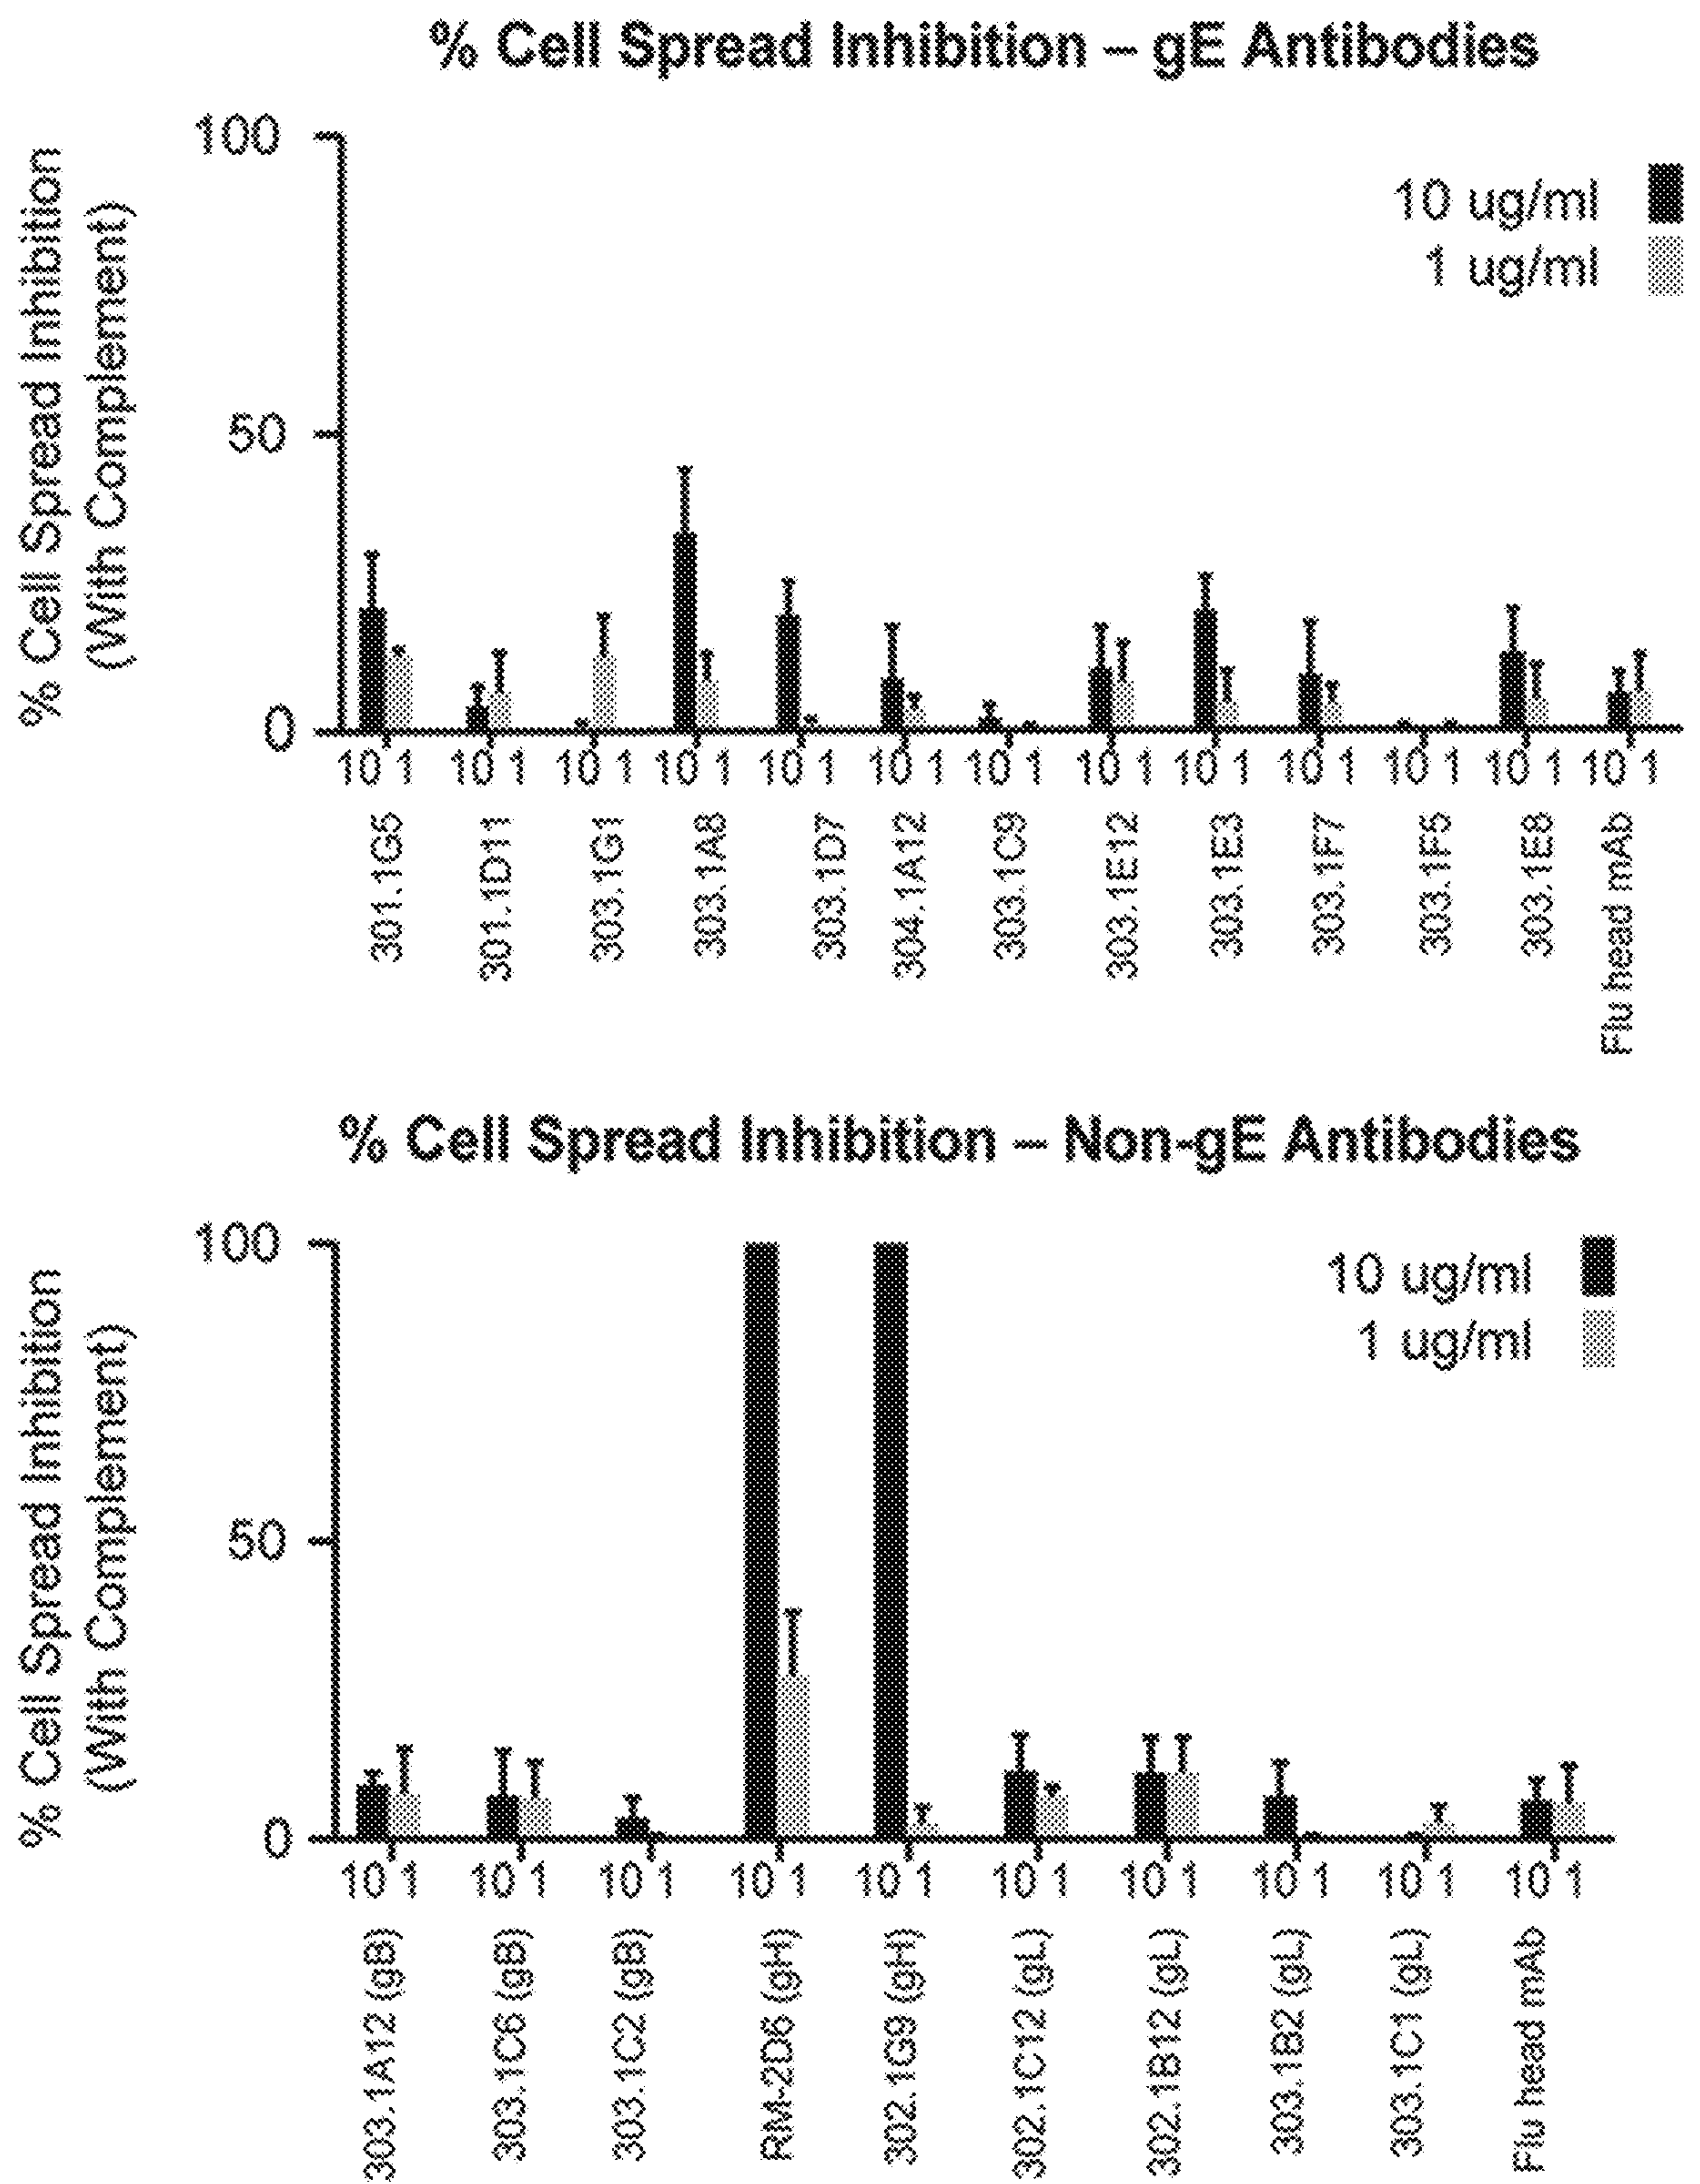 % Cell Spread Inhibition – gE Antibodies
% Cell Spread Inhibition
(With Complement)
100
50
0
10 ug/ml
1 ug/ml
10 1 10 1 10 1 10 1 10 1 10 1 10 1 10 1 10 1 10 1 10 1 10 1 10 1
301.1G5
301.1D11
303.1G1
303.1A8
303.1D7
304.1A12
303.1C9
303.1E12
303.1E3
303.1F7
303.1F5
303.1E8
Flu head mAb
% Cell Spread Inhibition – Non-gE Antibodies
% Cell Spread Inhibition
(With Complement)
100
50
0
10 ug/ml
1 ug/ml
10 1 10 1 10 1 10 1 10 1 10 1 10 1 10 1 10 1 10 1
303.1A12 (gB)
303.1C6 (gB)
303.1C2 (gB)
RM-2D6 (gH)
302.1G9 (gH)
302.1C12 (gL)
302.1B12 (gL)
303.1B2 (gL)
303.1C1 (gL)
Flu head mAb